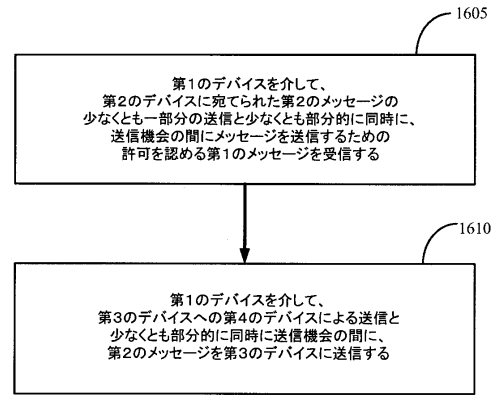 1605
第1のデバイスを介して、
第2のデバイスに宛てられた第2のメッセージの
少なくとも一部分の送信と少なくとも部分的に同時に、
送信機会の間にメッセージを送信するための
許可を認める第1のメッセージを受信する
1610
第1のデバイスを介して、
第3のデバイスへの第4のデバイスによる送信と
少なくとも部分的に同時に送信機会の間に、
第2のメッセージを第3のデバイスに送信する